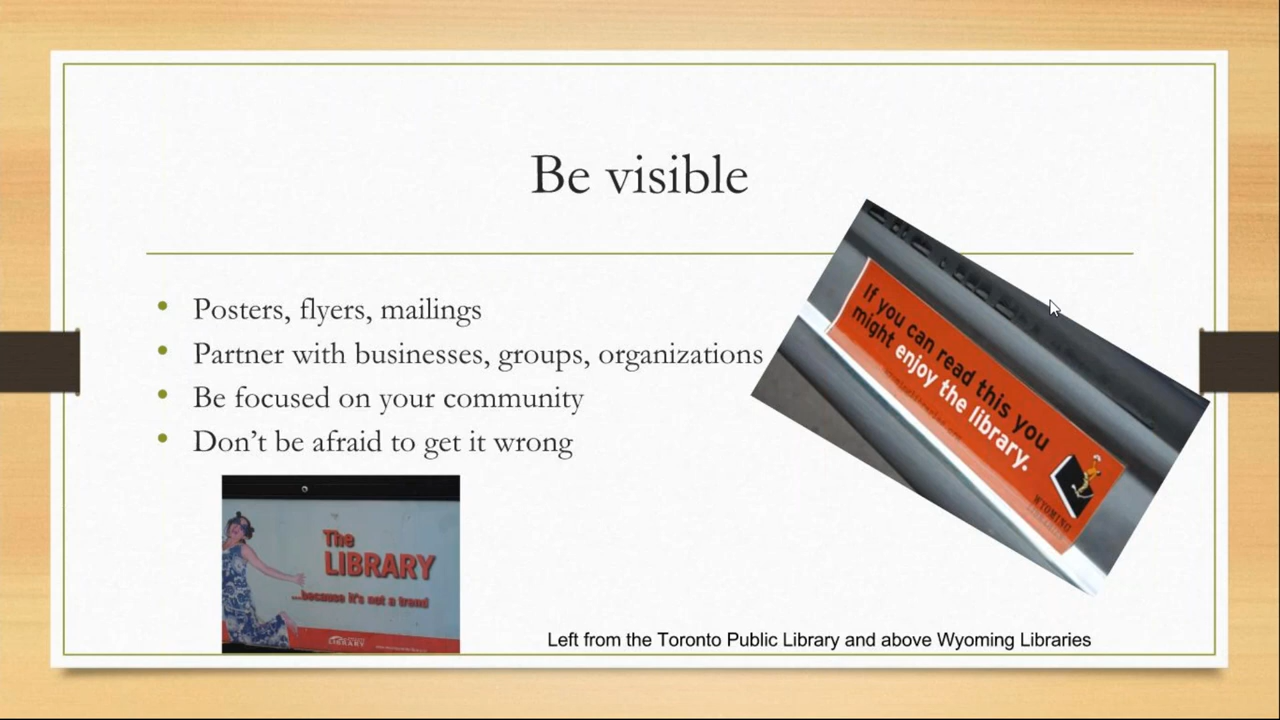 Be visible
Posters, flyers, mailings
Partner with businesses, groups, organizations
Be focused on your community
Don't be afraid to get it wrong
If you can read this you
might enjoy the library.
WYOMING
The
LIBRARY
...because it's not a trend
LIBRARY
Left from the Toronto Public Library and above Wyoming Libraries